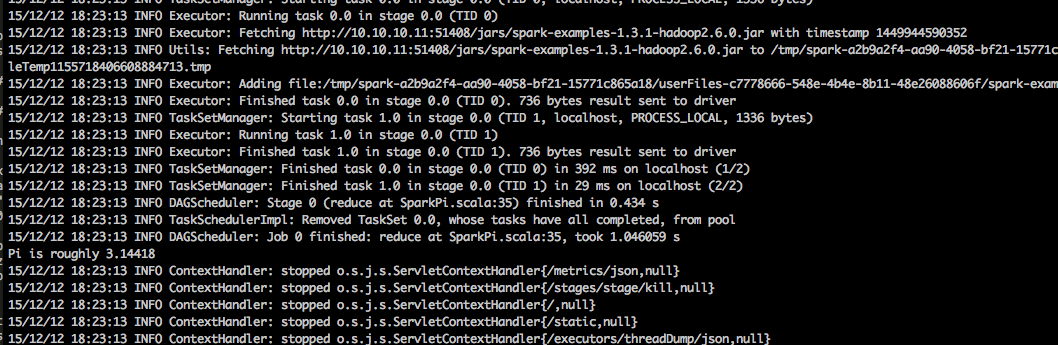 15/12/12 18:23:13 INFO TaskSetManager: Starting task 0.0 in stage 0.0 (TID 0, localhost, PROCESS_LOCAL, 1336 bytes)
15/12/12 18:23:13 INFO Executor: Running task 0.0 in stage 0.0 (TID 0)
15/12/12 18:23:13 INFO Executor: Fetching http://10.10.10.11:51408/jars/spark-examples-1.3.1-hadoop2.6.0.jar with timestamp 1449944590352
15/12/12 18:23:13 INFO Utils: Fetching http://10.10.10.11:51408/jars/spark-examples-1.3.1-hadoop2.6.0.jar to /tmp/spark-a2b9a2f4-aa90-4058-bf21-15771c
leTemp1155718406608884713.tmp
15/12/12 18:23:13 INFO Executor: Adding file:/tmp/spark-a2b9a2f4-aa90-4058-bf21-15771c865a18/userFiles-c7778666-548e-4b4e-8b11-48e26088606f/spark-exam
15/12/12 18:23:13 INFO Executor: Finished task 0.0 in stage 0.0 (TID 0). 736 bytes result sent to driver
15/12/12 18:23:13 INFO TaskSetManager: Starting task 1.0 in stage 0.0 (TID 1, localhost, PROCESS_LOCAL, 1336 bytes)
15/12/12 18:23:13 INFO Executor: Running task 1.0 in stage 0.0 (TID 1)
15/12/12 18:23:13 INFO Executor: Finished task 1.0 in stage 0.0 (TID 1). 736 bytes result sent to driver
15/12/12 18:23:13 INFO TaskSetManager: Finished task 0.0 in stage 0.0 (TID 0) in 392 ms on localhost (1/2)
15/12/12 18:23:13 INFO TaskSetManager: Finished task 1.0 in stage 0.0 (TID 1) in 29 ms on localhost (2/2)
15/12/12 18:23:13 INFO DAGScheduler: Stage 0 (reduce at SparkPi.scala:35) finished in 0.434 s
15/12/12 18:23:13 INFO TaskSchedulerImpl: Removed TaskSet 0.0, whose tasks have all completed, from pool
15/12/12 18:23:13 INFO DAGScheduler: Job 0 finished: reduce at SparkPi.scala:35, took 1.046059 s
Pi is roughly 3.14418
15/12/12 18:23:13 INFO ContextHandler: stopped o.s.j.s.ServletContextHandler{/metrics/json,null}
15/12/12 18:23:13 INFO ContextHandler: stopped o.s.j.s.ServletContextHandler{/stages/stage/kill,null}
15/12/12 18:23:13 INFO ContextHandler: stopped o.s.j.s.ServletContextHandler{/,null}
15/12/12 18:23:13 INFO ContextHandler: stopped o.s.j.s.ServletContextHandler{/static,null}
15/12/12 18:23:13 INFO ContextHandler: stopped o.s.j.s.ServletContextHandler{/executors/threadDump/json,null}